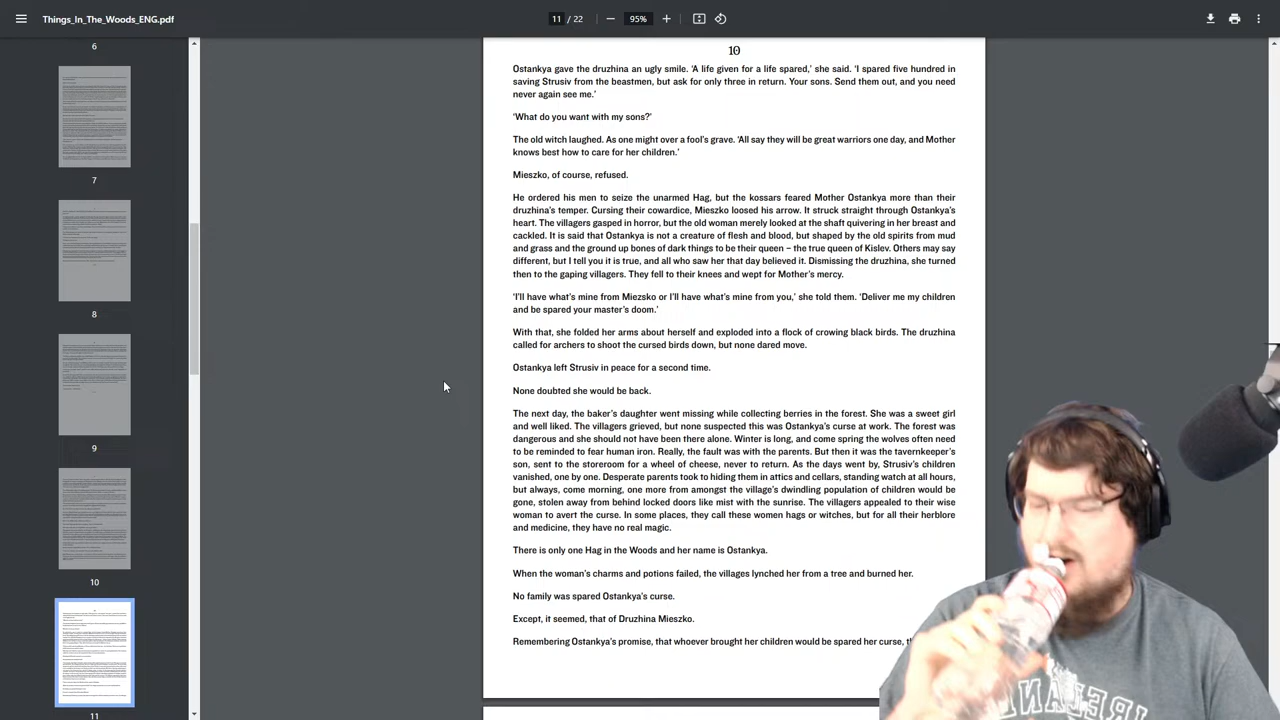 Things_In_The_Woods_ENG.pdf
11 / 22
95%
6
7
8
9
10
11
10
Ostankya gave the druzhina an ugly smile. ‘A life given for a life spared,’ she said. ‘I spared five hundred in
saving Strusiv from the beastmen, but ask for only three in return. Your sons. Send them out, and you need
never again see me.’
‘What do you want with my sons?’
The old witch laughed. As one might over a fool’s grave. ‘All say they will be great warriors one day, and Mother
knows best how to care for her children.’
Mieszko, of course, refused.
He ordered his men to seize the unarmed Hag, but the kossars feared Mother Ostankya more than their
druzhina’s temper. Cursing their cowardice, Mieszko loosed his arrow. It struck straight through Ostankya’s
heart. The villagers gasped in horror, but the old woman merely looked at the shaft quivering in her breast and
cackled. It is said that Ostankya is not a creature of flesh and blood, but shaped by the old spirits from mud
and grass and the ground up bones of dark things to be their queen – the true queen of Kislev. Others may say
different, but I tell you it is true, and all who saw her that day believed it. Dismissing the druzhina, she turned
then to the gaping villagers. They fell to their knees and wept for Mother’s mercy.
‘I’ll have what’s mine from Miezsko or I’ll have what’s mine from you,’ she told them. ‘Deliver me my children
and be spared your master’s doom.’
With that, she folded her arms about herself and exploded into a flock of crowing black birds. The druzhina
called for archers to shoot the cursed birds down, but none dared move.
Ostankya left Strusiv in peace for a second time.
None doubted she would be back.
The next day, the baker’s daughter went missing while collecting berries in the forest. She was a sweet girl
and well liked. The villagers grieved, but none suspected this was Ostankya’s curse at work. The forest was
dangerous and she should not have been there alone. Winter is long, and come spring the wolves often need
to be reminded to fear human iron. Really, the fault was with the parents. But then it was the tavernkeeper’s
son, sent to the storeroom for a wheel of cheese, never to return. As the days went by, Strusiv’s children
vanished, one by one. Desperate parents took to hiding them in attics and cellars, standing watch at all hours,
but always, come morning, one more from amongst the village’s dwindling population of children would be
gone, stolen away from behind locked doors like mist with the sunrise. The villagers appealed to their wise
woman to avert the curse. In some places, they call these women hags or witches, but for all their herblore
and medicine, they have no real magic.
There is only one Hag in the Woods and her name is Ostankya.
When the woman’s charms and potions failed, the villages lynched her from a tree and burned her.
No family was spared Ostankya’s curse.
Except, it seemed, that of Druzhina Mieszko.
Remembering Ostankya’s promise, that whoever brought her children would be spared her curse,